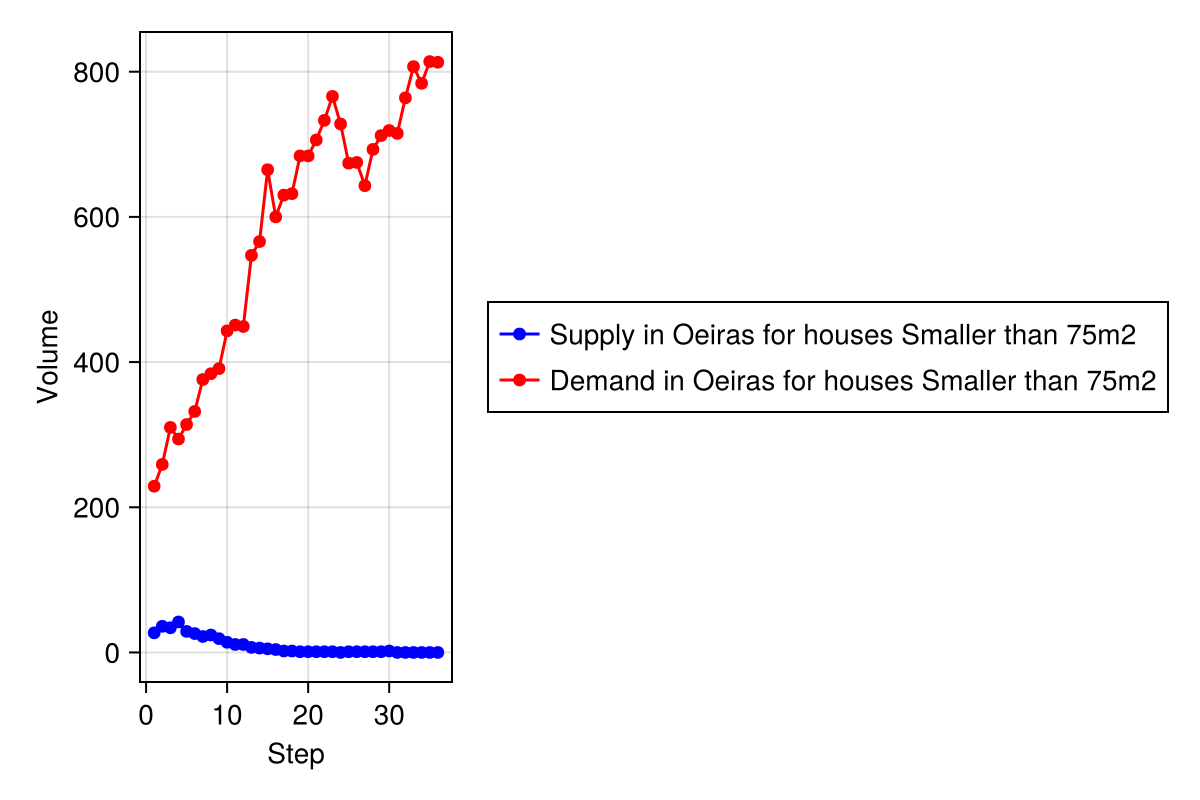 800
600
400
200
0
Volume
0 10 20 30
Step
Supply in Oeiras for houses Smaller than 75m2
Demand in Oeiras for houses Smaller than 75m2